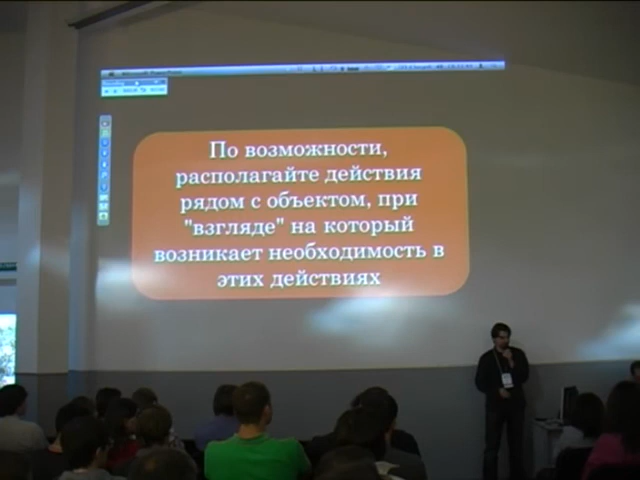 По возможности,
располагайте действия
рядом с объектом, при
"взгляде" на который
возникает необходимость в
этих действиях